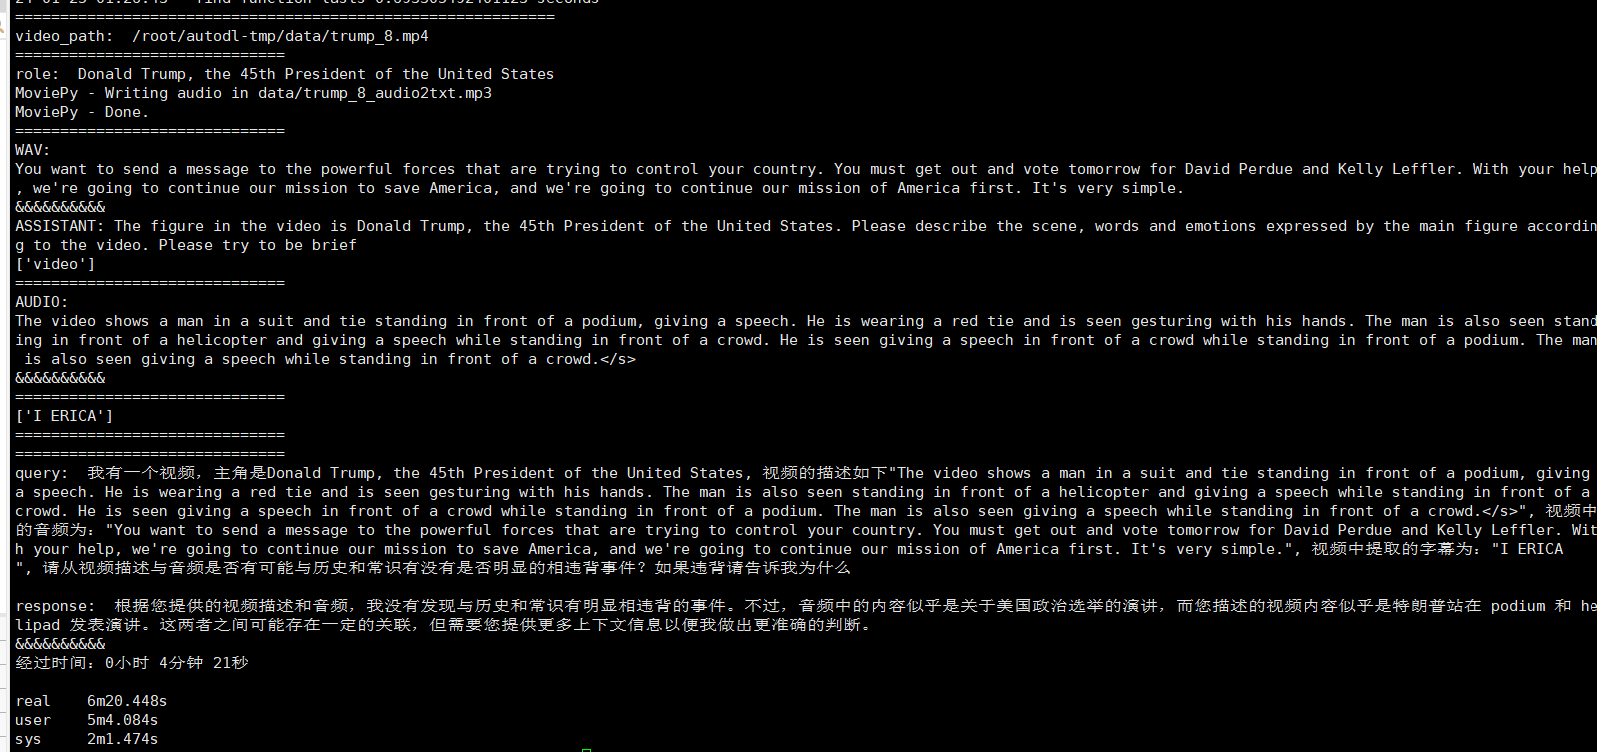 ==============================================================
video_path:  /root/autodl-tmp/data/trump_8.mp4
==============================
role:  Donald Trump, the 45th President of the United States
MoviePy - Writing audio in data/trump_8_audio2txt.mp3
MoviePy - Done.
==============================
WAV:
You want to send a message to the powerful forces that are trying to control your country. You must get out and vote tomorrow for David Perdue and Kelly Leffler. With your help
, we're going to continue our mission to save America, and we're going to continue our mission of America first. It's very simple.
&&&&&&&&&&
ASSISTANT: The figure in the video is Donald Trump, the 45th President of the United States. Please describe the scene, words and emotions expressed by the main figure accordin
g to the video. Please try to be brief
['video']
==============================
AUDIO:
The video shows a man in a suit and tie standing in front of a podium, giving a speech. He is wearing a red tie and is seen gesturing with his hands. The man is also seen stand
ing in front of a helicopter and giving a speech while standing in front of a crowd. He is seen giving a speech in front of a crowd while standing in front of a podium. The man
 is also seen giving a speech while standing in front of a crowd.</s>
&&&&&&&&&&
==============================
['I ERICA']
==============================
==============================
query:  我有一个视频，主角是Donald Trump, the 45th President of the United States, 视频的描述如下"The video shows a man in a suit and tie standing in front of a podium, giving
a speech. He is wearing a red tie and is seen gesturing with his hands. The man is also seen standing in front of a helicopter and giving a speech while standing in front of a
crowd. He is seen giving a speech in front of a crowd while standing in front of a podium. The man is also seen giving a speech while standing in front of a crowd.</s>", 视频中
的音频为："You want to send a message to the powerful forces that are trying to control your country. You must get out and vote tomorrow for David Perdue and Kelly Leffler. Wit
h your help, we're going to continue our mission to save America, and we're going to continue our mission of America first. It's very simple.", 视频中提取的字幕为："I ERICA
", 请从视频描述与音频是否有可能与历史和常识有没有是否明显的相违背事件？如果违背请告诉我为什么
response:  根据您提供的视频描述和音频，我没有发现与历史和常识有明显相违背的事件。不过，音频中的内容似乎是关于美国政治选举的演讲，而您描述的视频内容似乎是特朗普站在 podium 和 he
lipad 发表演讲。这两者之间可能存在一定的关联，但需要您提供更多上下文信息以便我做出更准确的判断。
&&&&&&&&&&
经过时间：0小时 4分钟 21秒
real    6m20.448s
user    5m4.084s
sys     2m1.474s